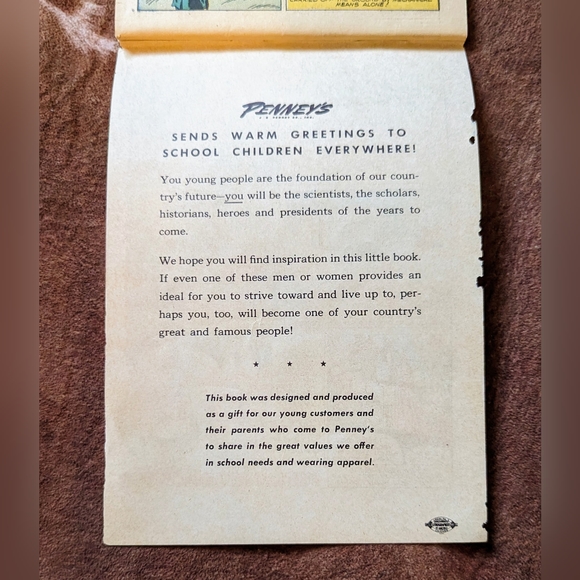 MEANS ALONE!
PENNEY'S
SENDS WARM GREETINGS TO
SCHOOL CHILDREN EVERYWHERE!
You young people are the foundation of our coun-
try's future—you will be the scientists, the scholars,
historians, heroes and presidents of the years to
come.
We hope you will find inspiration in this little book.
If even one of these men or women provides an
ideal for you to strive toward and live up to, per-
haps you, too, will become one of your country's
great and famous people!
★ ★ ★
This book was designed and produced
as a gift for our young customers and
their parents who come to Penney's
to share in the great values we offer
in school needs and wearing apparel.